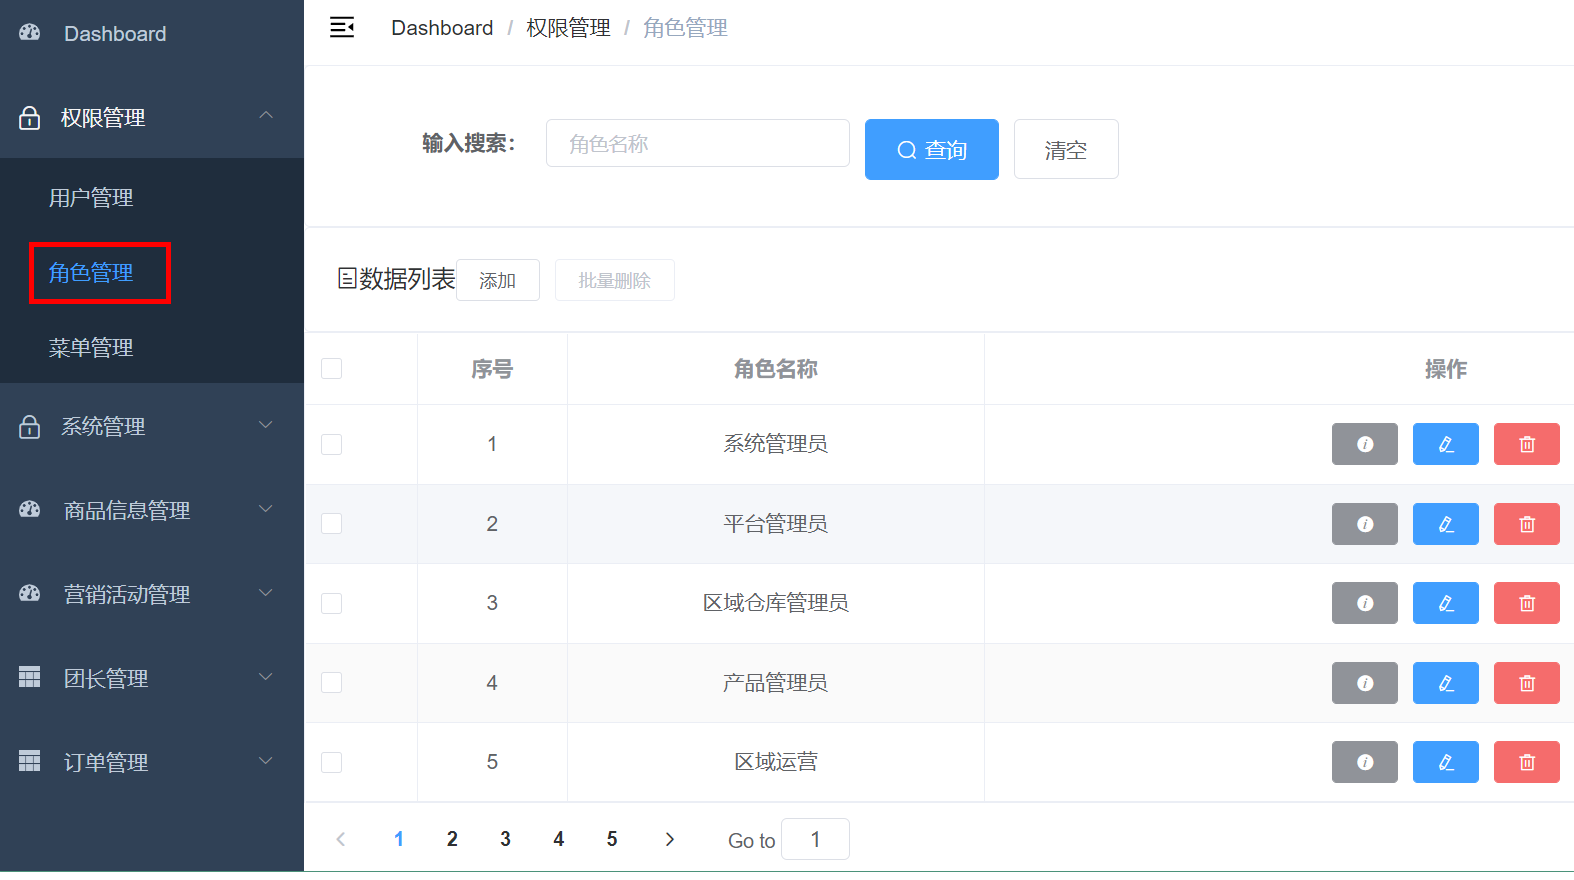 Dashboard
权限管理
用户管理
角色管理
菜单管理
系统管理
商品信息管理
营销活动管理
团长管理
订单管理
Dashboard / 权限管理 / 角色管理
输入搜索： 角色名称 查询 清空
数据列表 添加 批量删除
序号 角色名称 操作
1 系统管理员
2 平台管理员
3 区域仓库管理员
4 产品管理员
5 区域运营
1 2 3 4 5 Go to 1